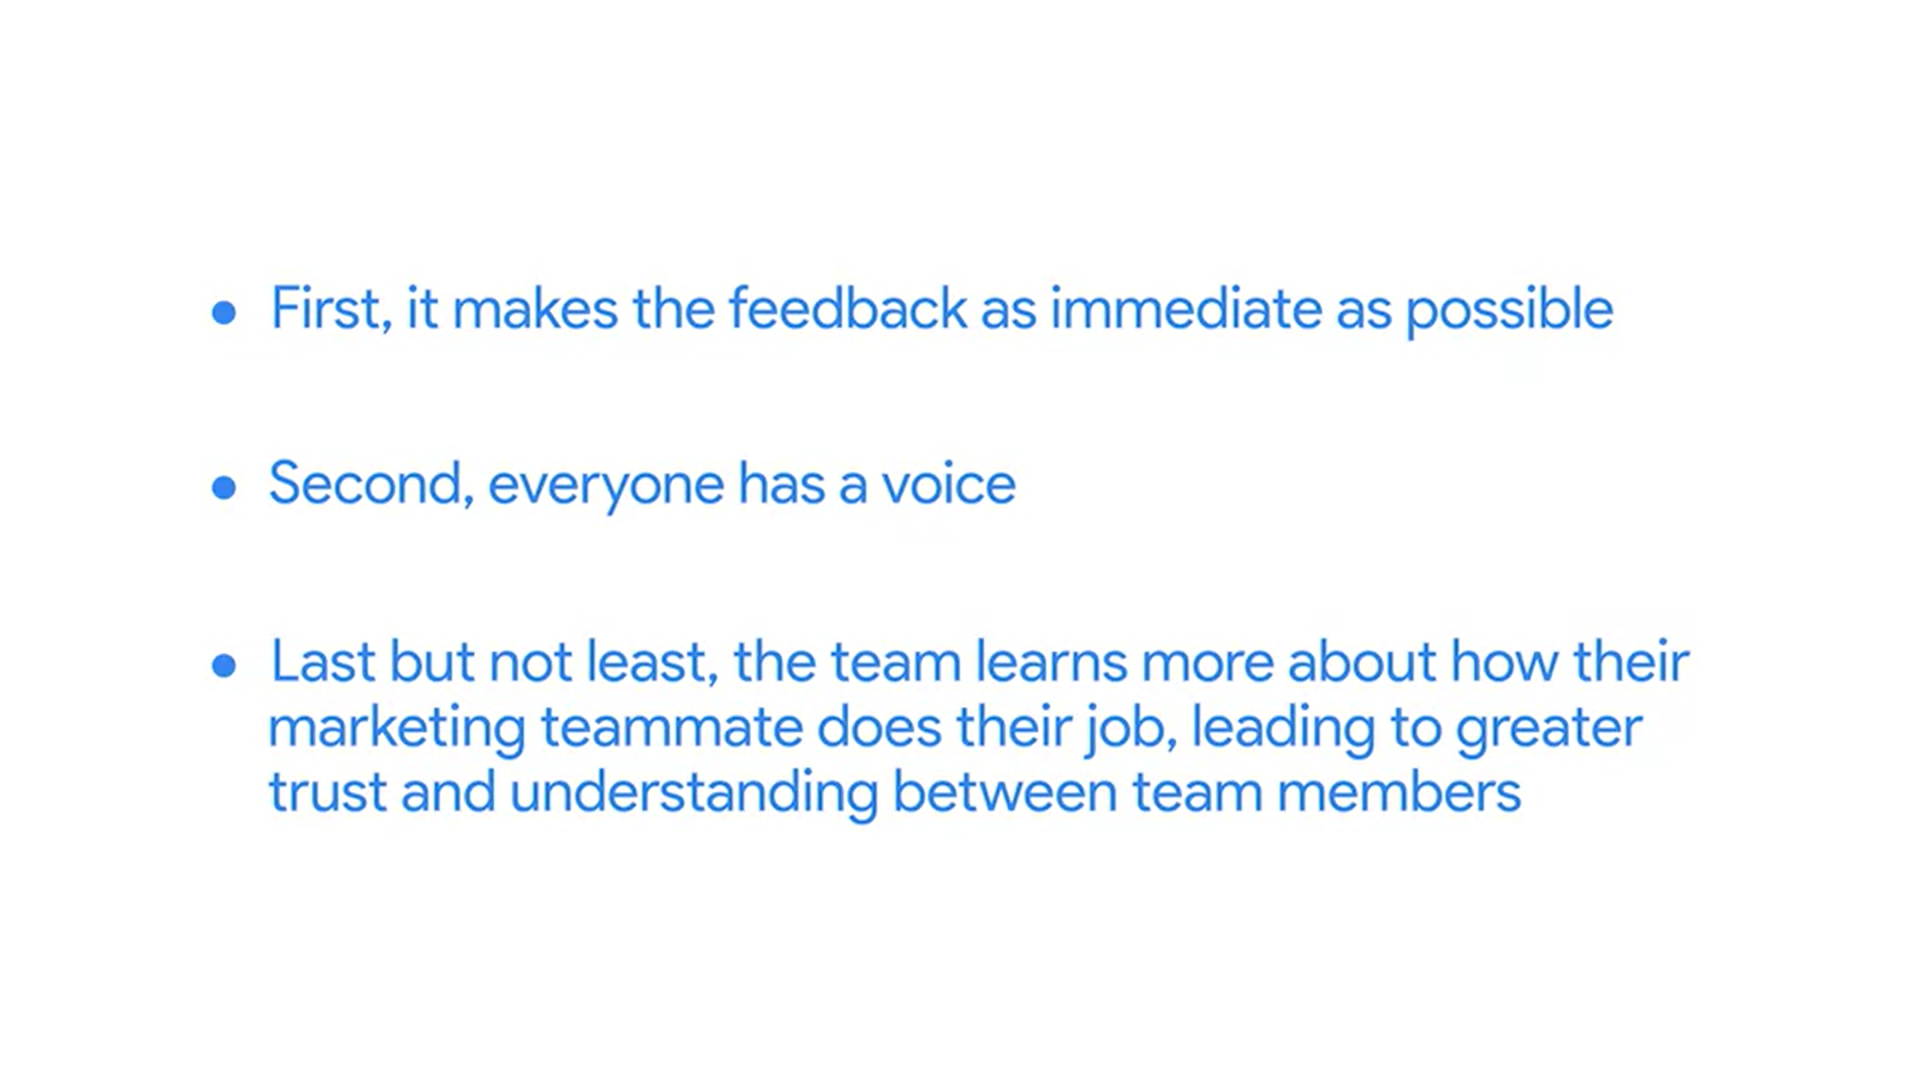 • First, it makes the feedback as immediate as possible
• Second, everyone has a voice
• Last but not least, the team learns more about how their
marketing teammate does their job, leading to greater
trust and understanding between team members